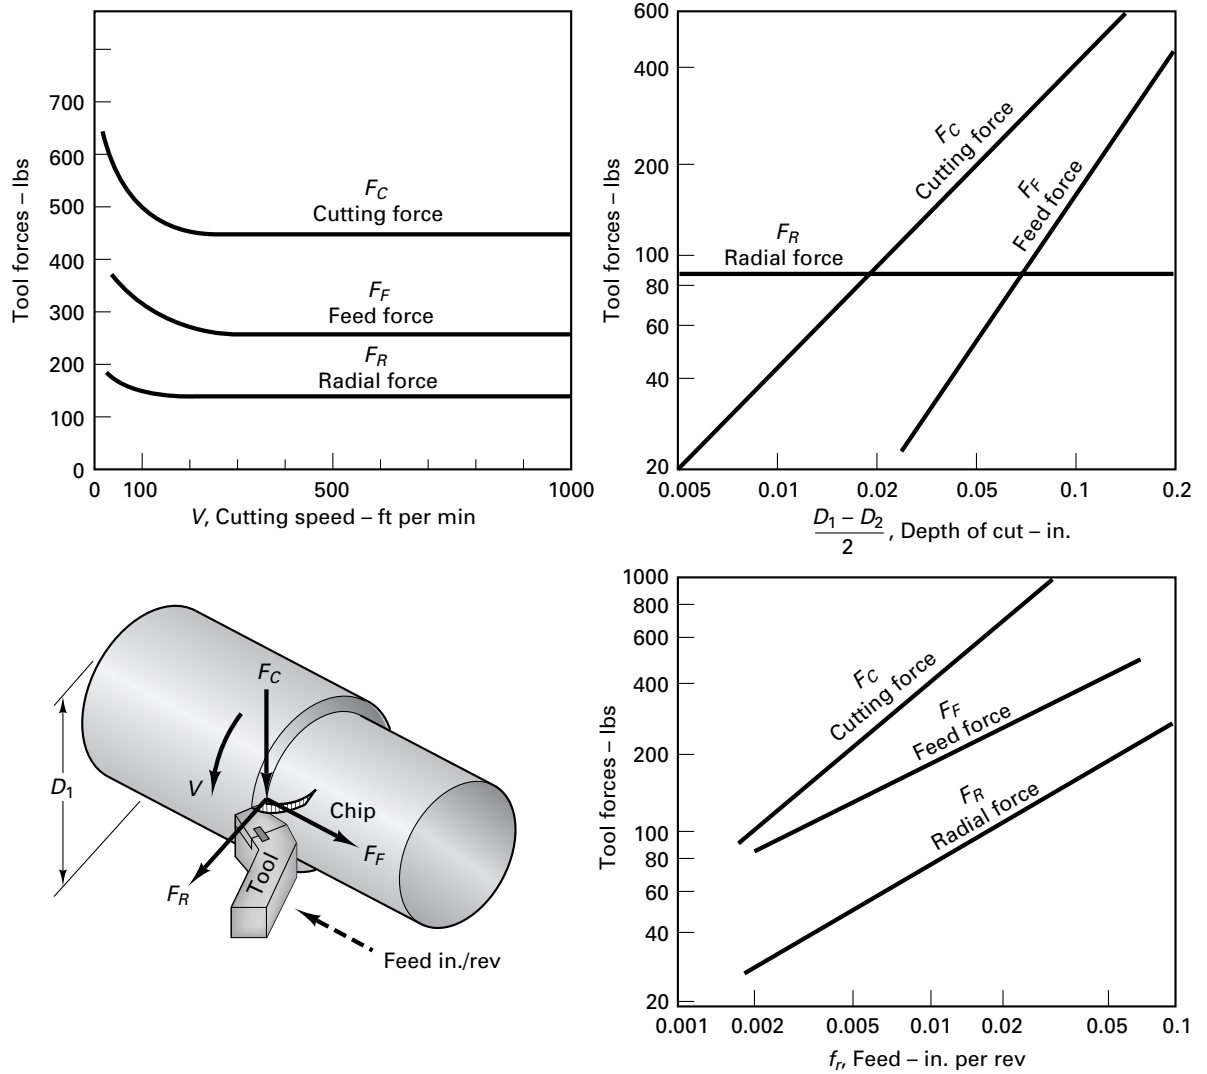 Tool forces – lbs
700
600
500
400
300
200
100
0
F_C
Cutting force
F_F
Feed force
F_R
Radial force
0 100 500 1000
V, Cutting speed – ft per min
Tool forces – lbs
600
400
200
100
80
60
40
20
F_C
Cutting force
F_F
Feed force
F_R
Radial force
0.005 0.01 0.02 0.05 0.1 0.2
D_1 – D_2
2
, Depth of cut – in.
D_1
F_C
V
Chip
F_F
F_R
Tool
Feed in./rev
Tool forces – lbs
1000
800
600
400
200
100
80
60
40
20
F_C
Cutting force
F_F
Feed force
F_R
Radial force
0.001 0.002 0.005 0.01 0.02 0.05 0.1
f_r, Feed – in. per rev